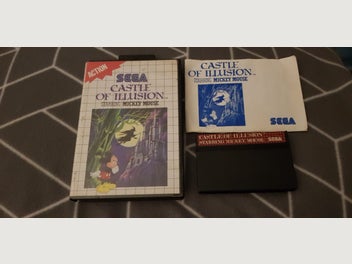 ACTION
SEGA
CASTLE
OF ILLUSION
STARRING MICKEY MOUSE
CASTLE
OF ILLUSION
STARRING MICKEY MOUSE
SEGA
CASTLE OF ILLUSION
STARRING MICKEY MOUSE SEGA